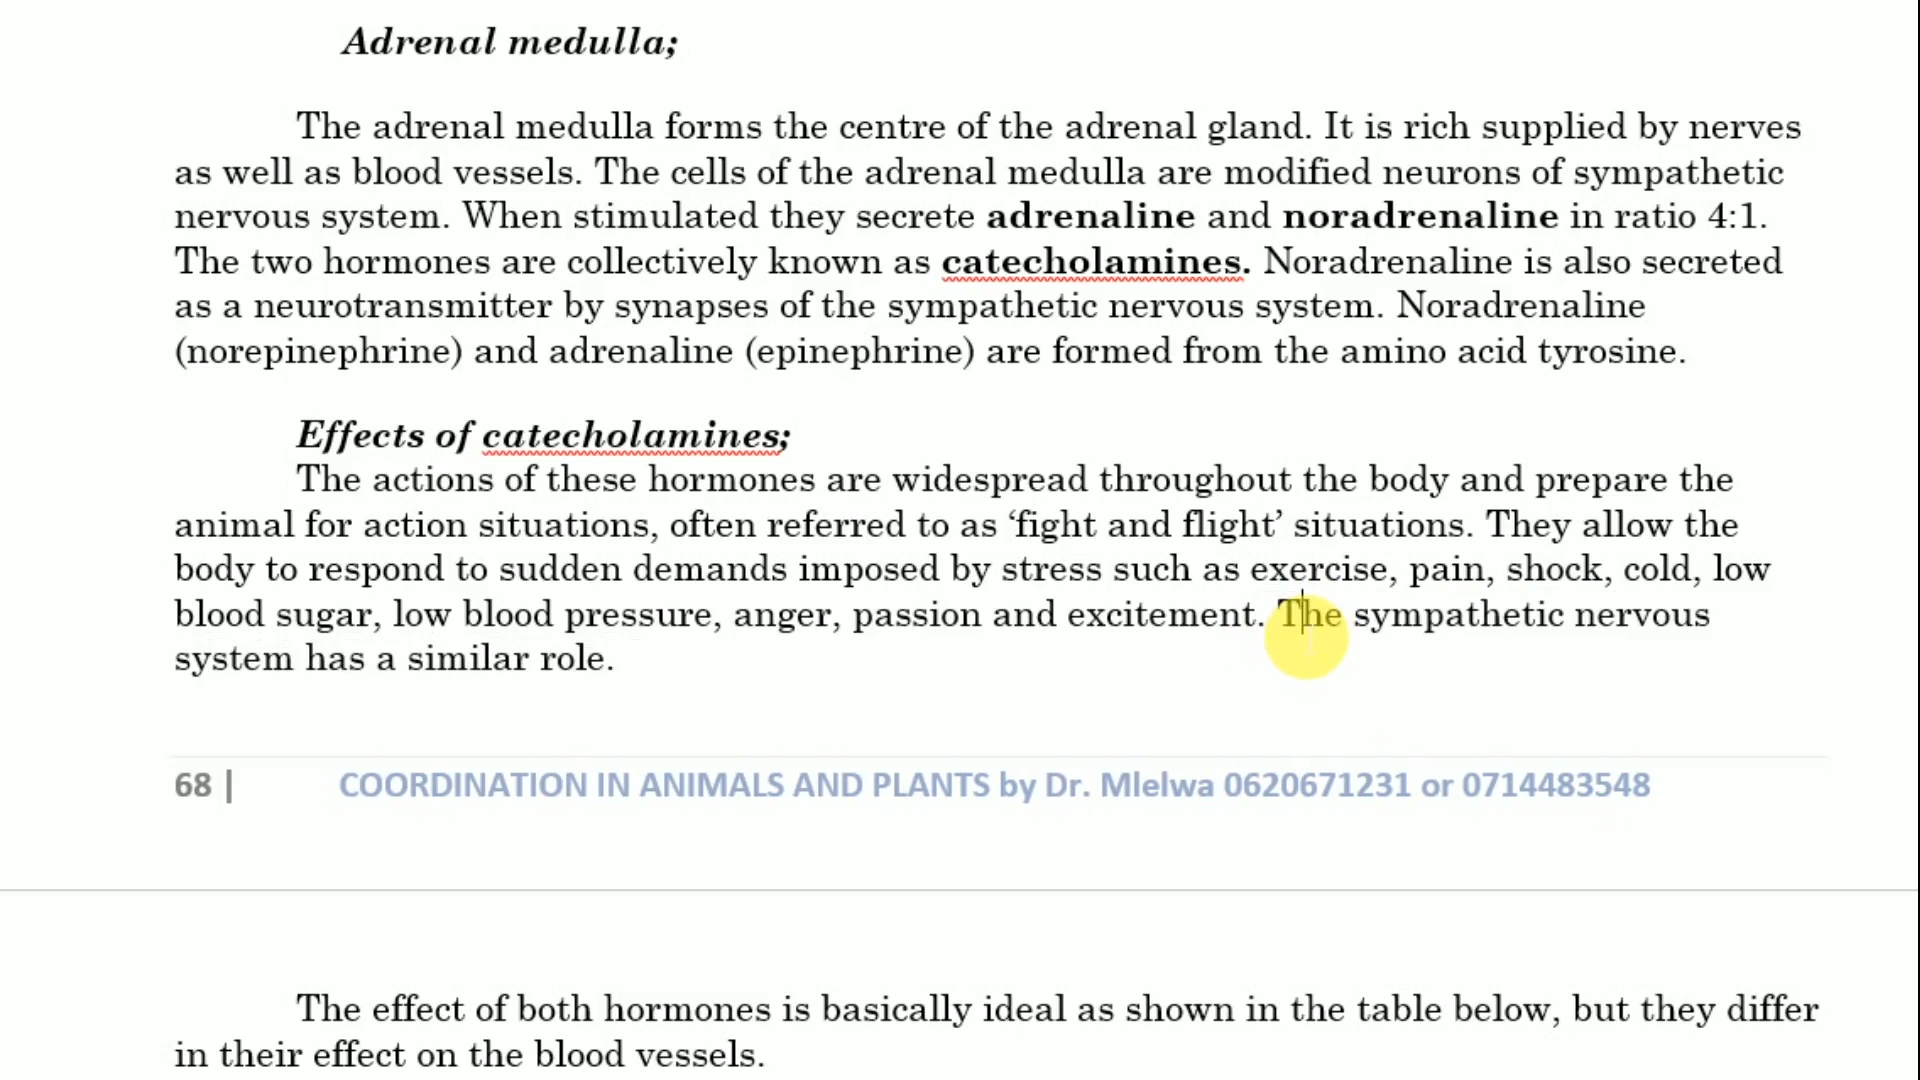 Adrenal medulla;
The adrenal medulla forms the centre of the adrenal gland. It is rich supplied by nerves
as well as blood vessels. The cells of the adrenal medulla are modified neurons of sympathetic
nervous system. When stimulated they secrete adrenaline and noradrenaline in ratio 4:1.
The two hormones are collectively known as catecholamines. Noradrenaline is also secreted
as a neurotransmitter by synapses of the sympathetic nervous system. Noradrenaline
(norepinephrine) and adrenaline (epinephrine) are formed from the amino acid tyrosine.
Effects of catecholamines;
The actions of these hormones are widespread throughout the body and prepare the
animal for action situations, often referred to as ‘fight and flight’ situations. They allow the
body to respond to sudden demands imposed by stress such as exercise, pain, shock, cold, low
blood sugar, low blood pressure, anger, passion and excitement. The sympathetic nervous
system has a similar role.
68 | COORDINATION IN ANIMALS AND PLANTS by Dr. Mlelwa 0620671231 or 0714483548
The effect of both hormones is basically ideal as shown in the table below, but they differ
in their effect on the blood vessels.